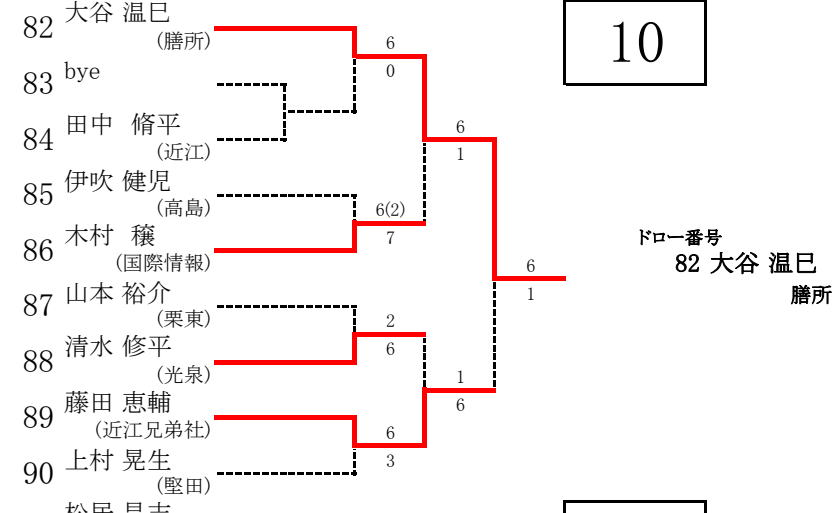 82 大谷 温巳
(膳所)
83 bye
84 田中 脩平
(近江)
85 伊吹 健児
(高島)
86 木村 穣
(国際情報)
87 山本 裕介
(栗東)
88 清水 修平
(光泉)
89 藤田 恵輔
(近江兄弟社)
90 上村 晃生
(堅田)
6
0
6(2)
7
2
6
6
3
6
1
1
6
6
1
10
ドロー番号
82 大谷 温巳
膳所